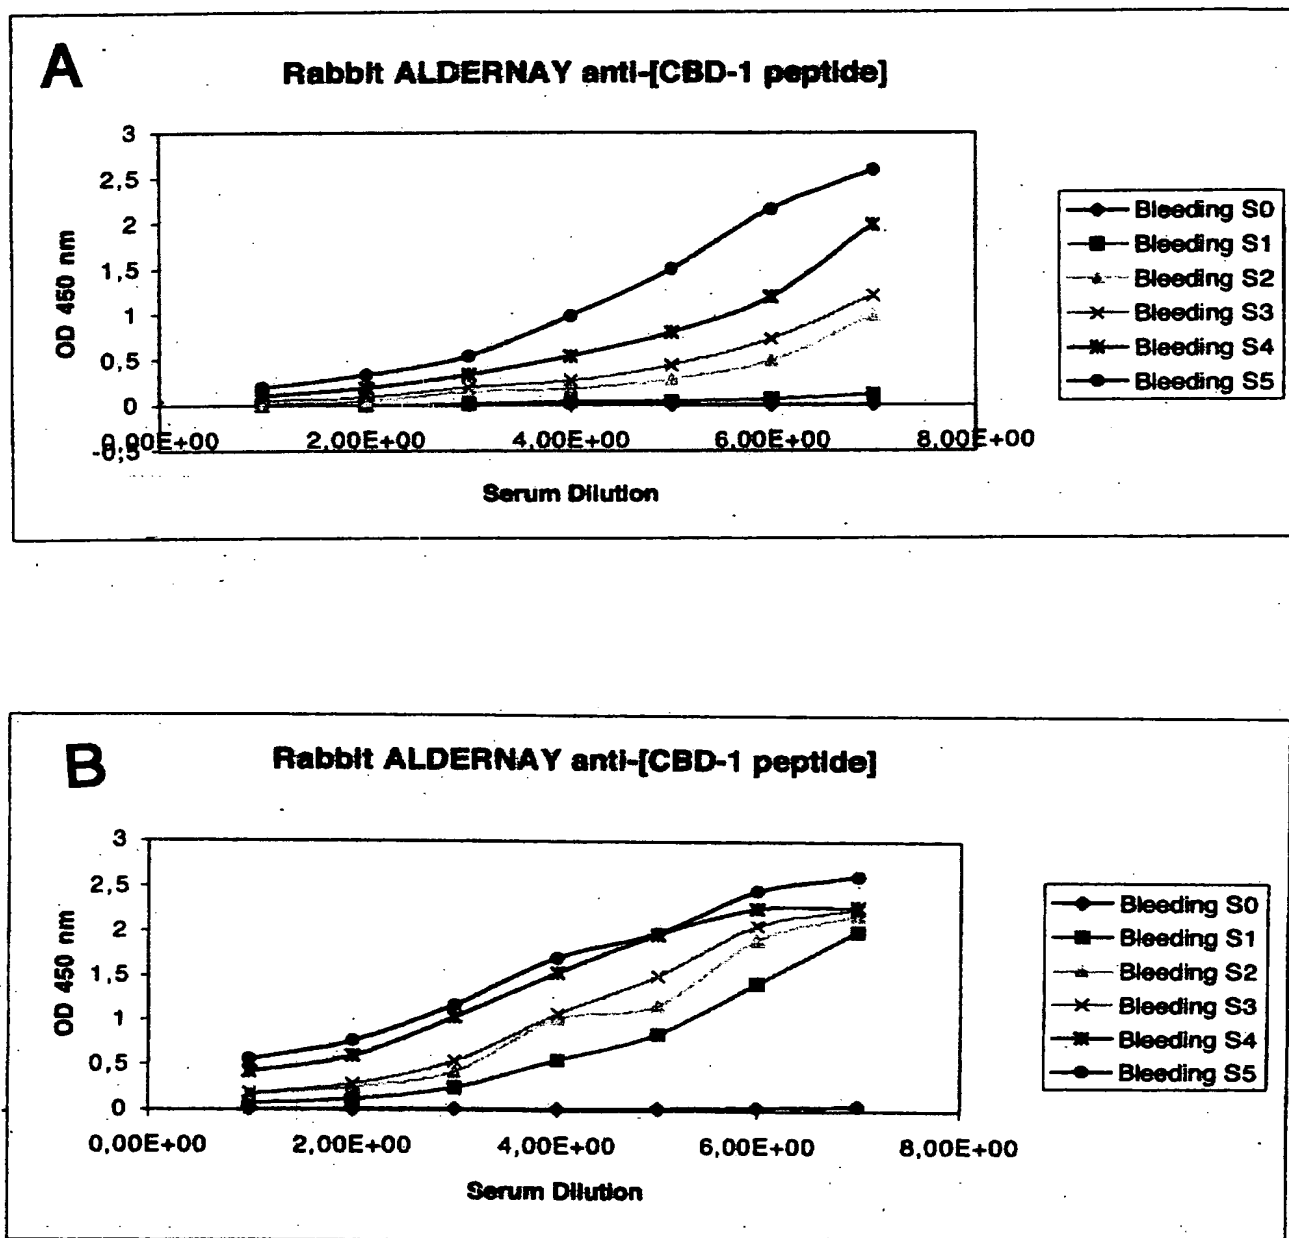 A
Rabbit ALDERNAY anti-[CBD-1 peptide]
3
2,5
2
1,5
1
0,5
0
-0,5
OD 450 nm
0,00E+00 2,00E+00 4,00E+00 6,00E+00 8,00E+00
Serum Dilution
Bleeding S0
Bleeding S1
Bleeding S2
Bleeding S3
Bleeding S4
Bleeding S5
B
Rabbit ALDERNAY anti-[CBD-1 peptide]
3
2,5
2
1,5
1
0,5
0
OD 450 nm
0,00E+00 2,00E+00 4,00E+00 6,00E+00 8,00E+00
Serum Dilution
Bleeding S0
Bleeding S1
Bleeding S2
Bleeding S3
Bleeding S4
Bleeding S5